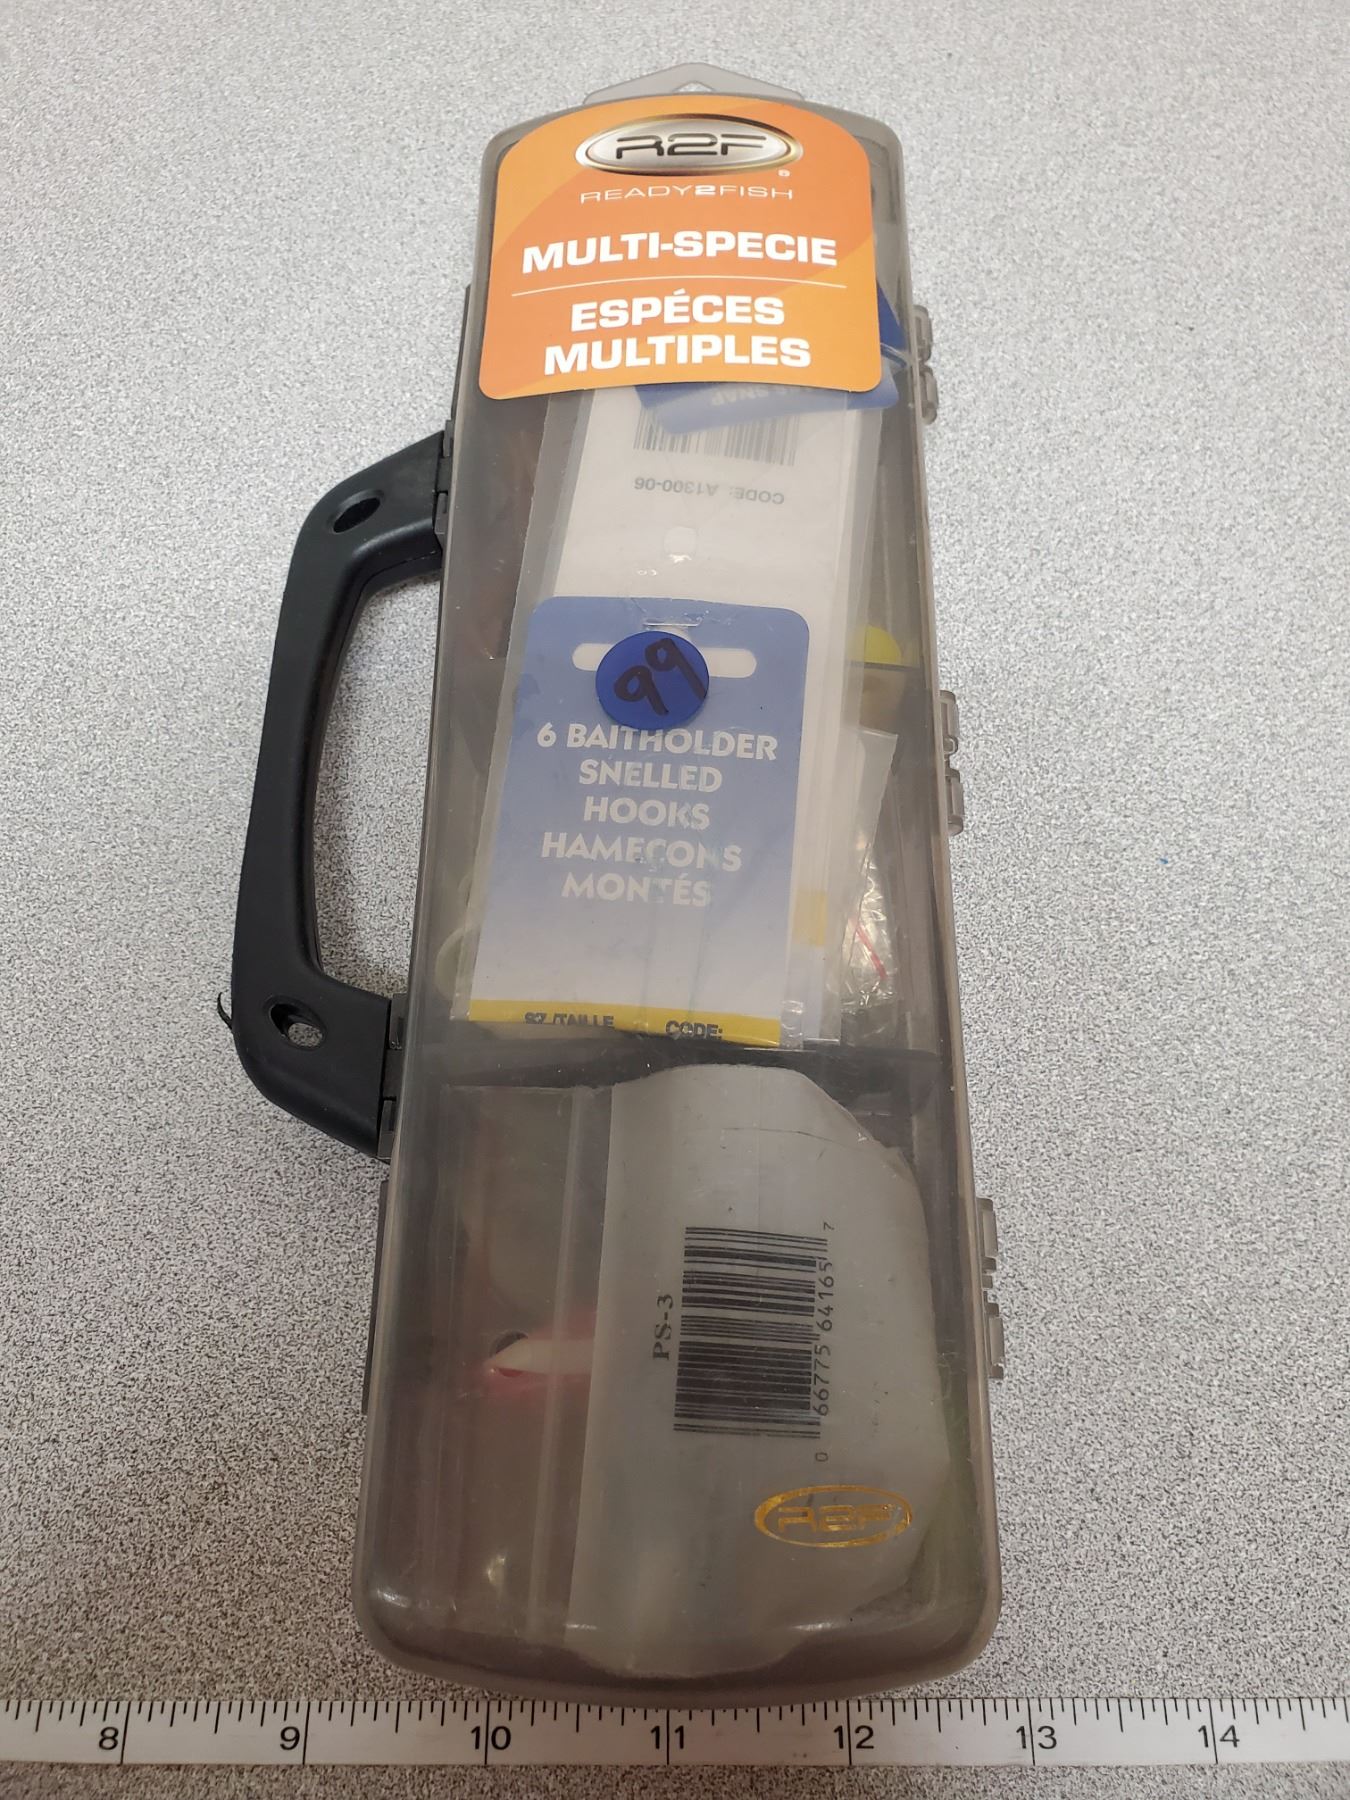 R2F
®
READY2FISH
MULTI-SPECIE
ESPÉCES
MULTIPLES
CODE: A1300-06
99
6 BAITHOLDER
SNELLED
HOOKS
HAMEÇONS
MONTÉS
SZ/TAILLE CODE:
PS-3
0 66775 64165 7
R2F
8 9 10 11 12 13 14